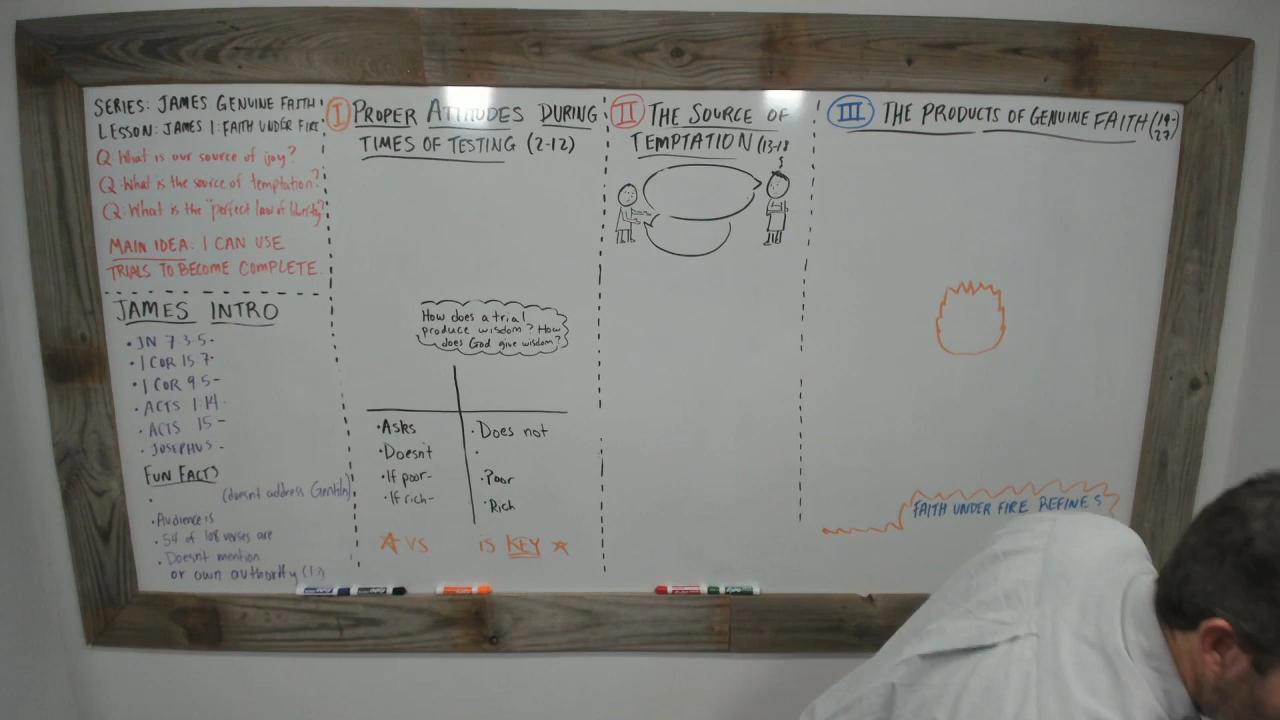 SERIES: JAMES GENUINE FAITH
LESSON: JAMES 1: FAITH UNDER FIRE
Q: What is our source of joy?
Q: What is the source of temptation?
Q: What is the "perfect law of liberty"?
MAIN IDEA: I CAN USE
TRIALS TO BECOME COMPLETE
JAMES INTRO
• JN 7:3-5-
• I COR 15:7-
• I COR 9:5-
• ACTS 1:14-
• ACTS 15-
• JOSEPHUS-
FUN FACTS
• (doesnt address Gentiles)
• Audience is
• 54 of 108 verses are
• Doesnt mention
or own authority (1:1)
I PROPER ATTITUDES DURING
TIMES OF TESTING (2-12)
How does a trial
produce wisdom? How
does God give wisdom?
• Asks
• Doesn't
• If poor-
• If rich-
• Does not
•
• Poor
• Rich
☆ VS is KEY ☆
II THE SOURCE OF
TEMPTATION (13-18
III THE PRODUCTS OF GENUINE FAITH (19-
27)
FAITH UNDER FIRE REFINES